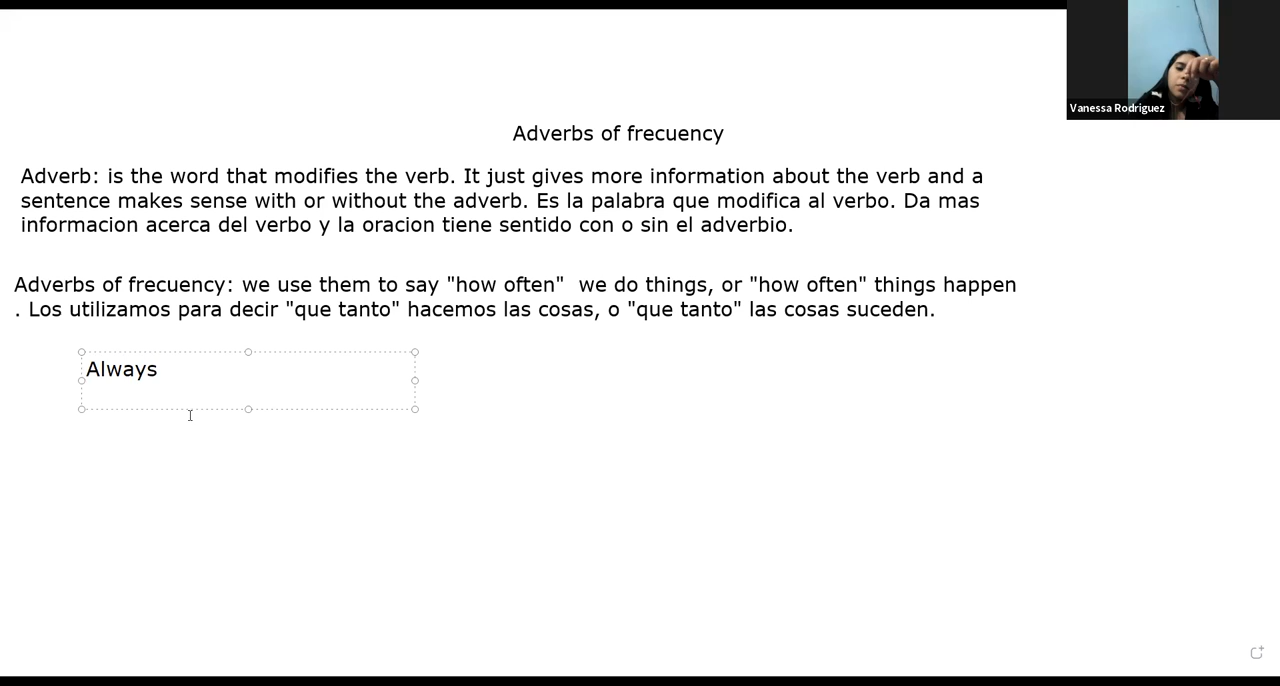 Vanessa Rodriguez
Adverbs of frecuency
Adverb: is the word that modifies the verb. It just gives more information about the verb and a
sentence makes sense with or without the adverb. Es la palabra que modifica al verbo. Da mas
informacion acerca del verbo y la oracion tiene sentido con o sin el adverbio.
Adverbs of frecuency: we use them to say "how often"  we do things, or "how often" things happen
. Los utilizamos para decir "que tanto" hacemos las cosas, o "que tanto" las cosas suceden.
Always